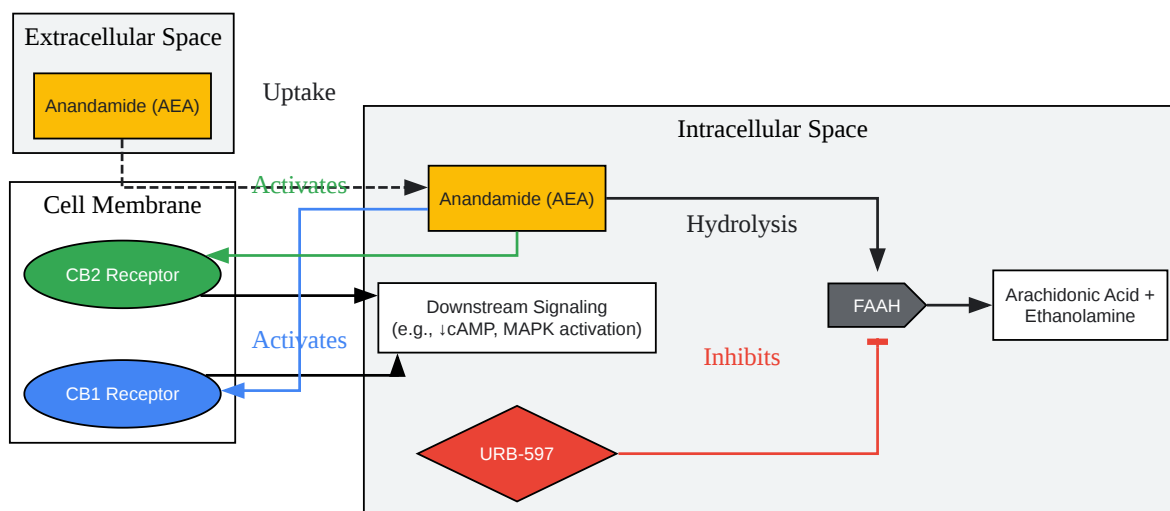 Extracellular Space
Anandamide (AEA)
Uptake
Intracellular Space
Activates
Anandamide (AEA)
Cell Membrane
Hydrolysis
CB2 Receptor
Downstream Signaling
(e.g., ↓cAMP, MAPK activation)
FAAH
Arachidonic Acid +
Ethanolamine
Activates
Inhibits
CB1 Receptor
URB-597